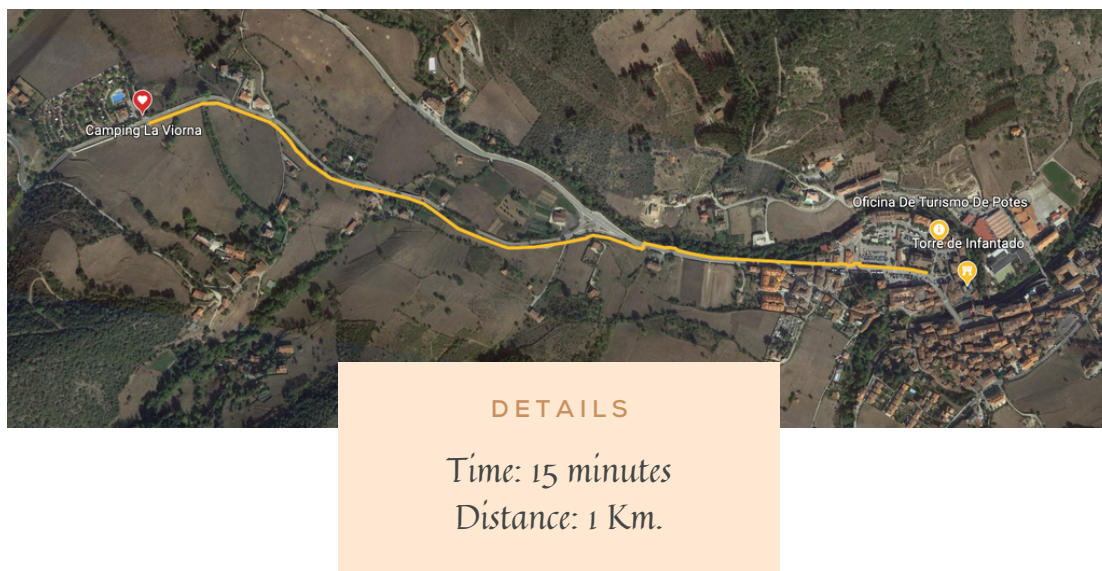 Camping La Viorna
Oficina De Turismo De Potes
Torre de Infantado
DETAILS
Time: 15 minutes
Distance: 1 Km.